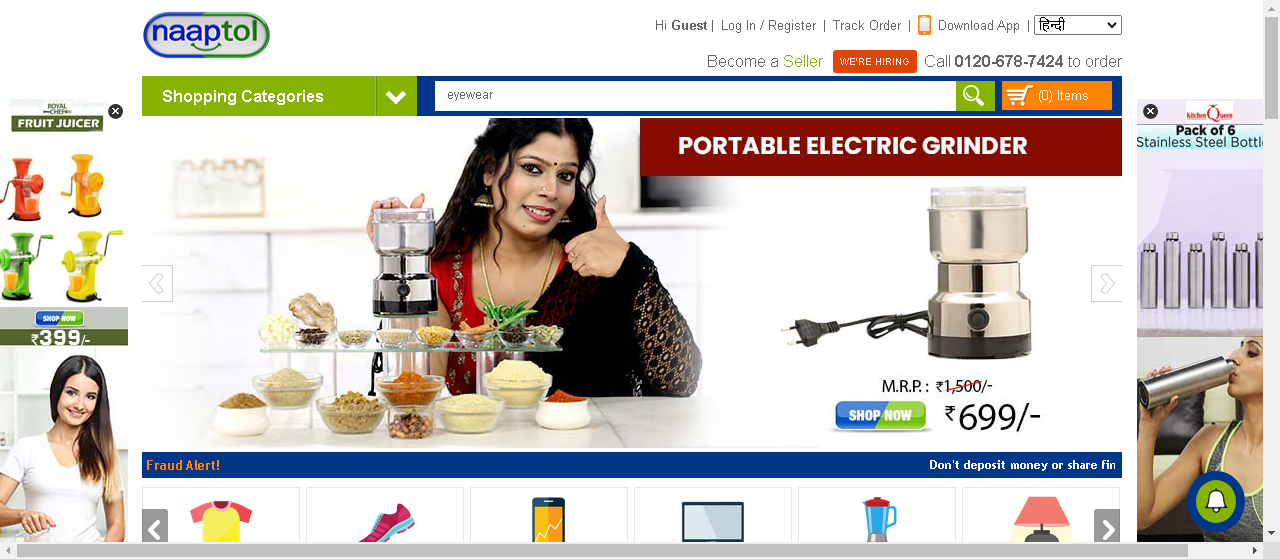 naaptol
Hi Guest | Log In / Register | Track Order | Download App | हिन्दी
Become a Seller WE'RE HIRING Call 0120-678-7424 to order
Shopping Categories
eyewear
(0) Items
ROYAL CHEF
FRUIT JUICER
SHOP NOW
₹399/-
PORTABLE ELECTRIC GRINDER
M.R.P.: ₹1,500/-
SHOP NOW ₹699/-
Kitchen Queen
Pack of 6
Stainless Steel Bottl
Fraud Alert!
Don't deposit money or share fin